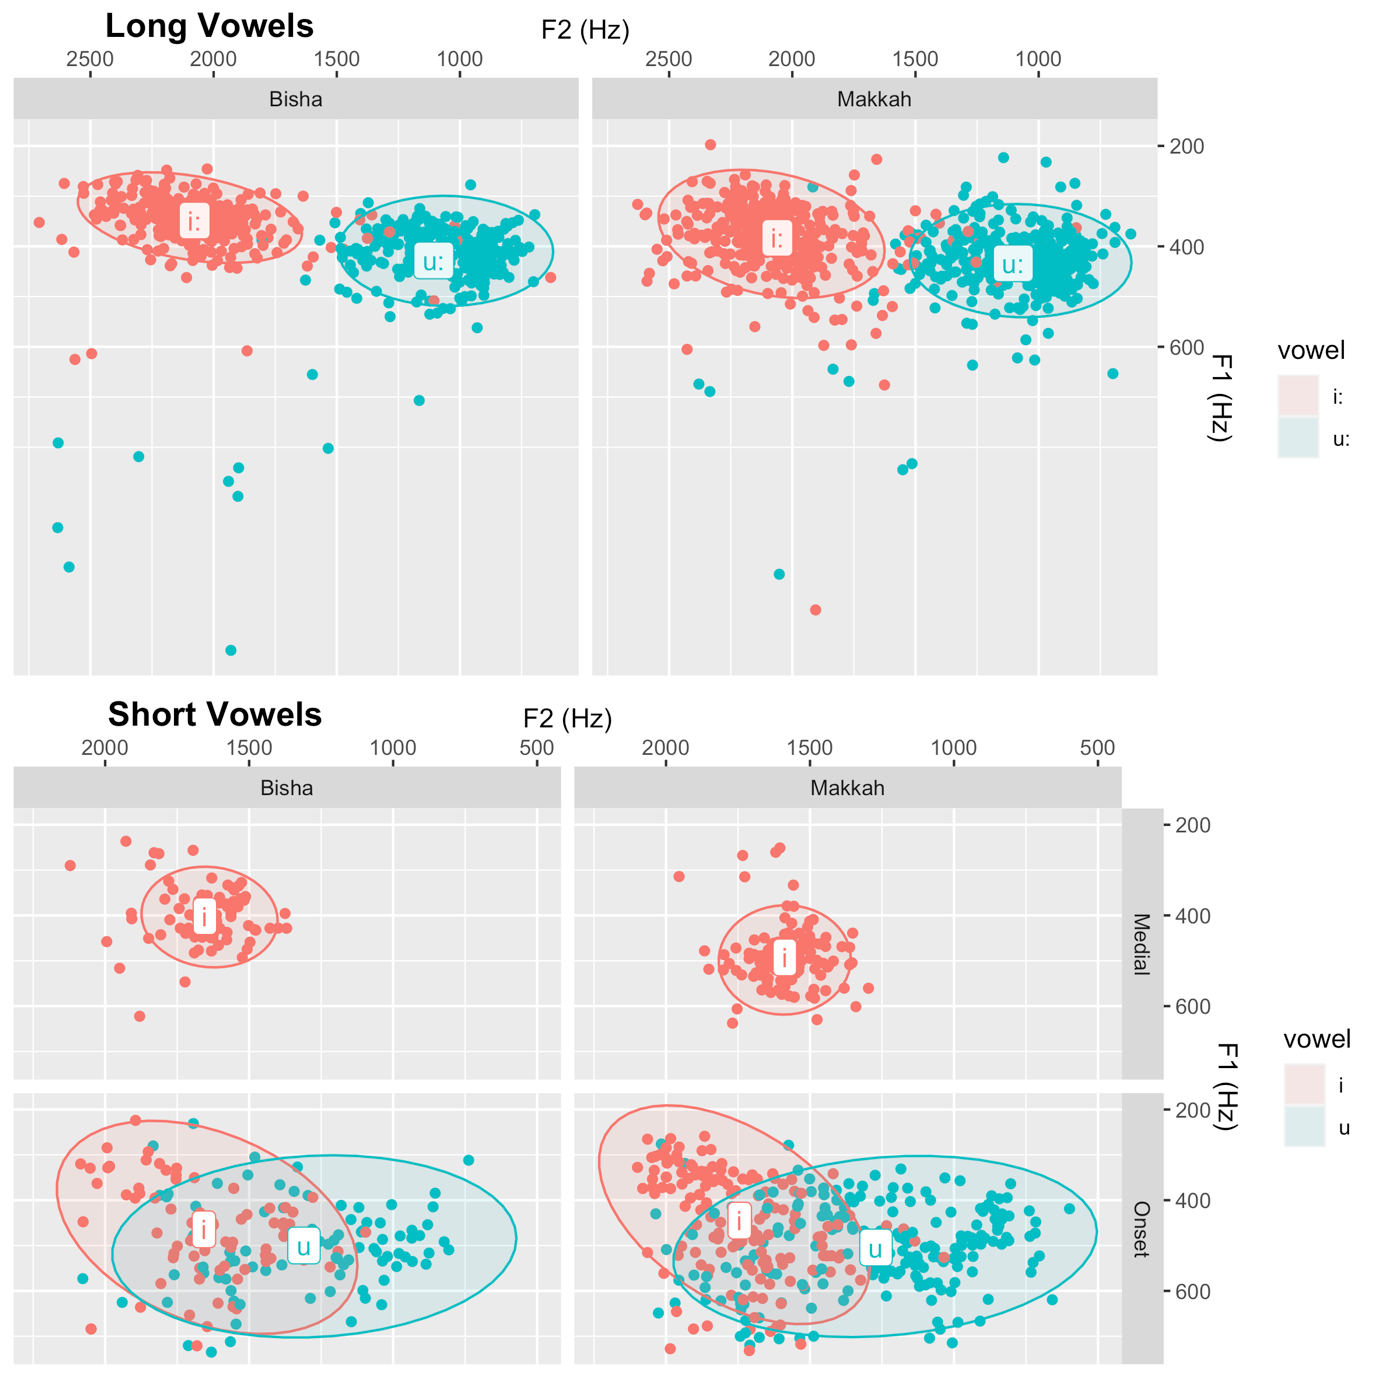 Long Vowels
F2 (Hz)
2500 2000 1500 1000 2500 2000 1500 1000
Bisha Makkah
200
400
600
F1 (Hz)
i:
i:
u:
u:
vowel
i:
u:
Short Vowels
F2 (Hz)
2000 1500 1000 500 2000 1500 1000 500
Bisha Makkah
200
400
600
Medial
i
i
200
400
600
Onset
F1 (Hz)
i
u
i
u
vowel
i
u